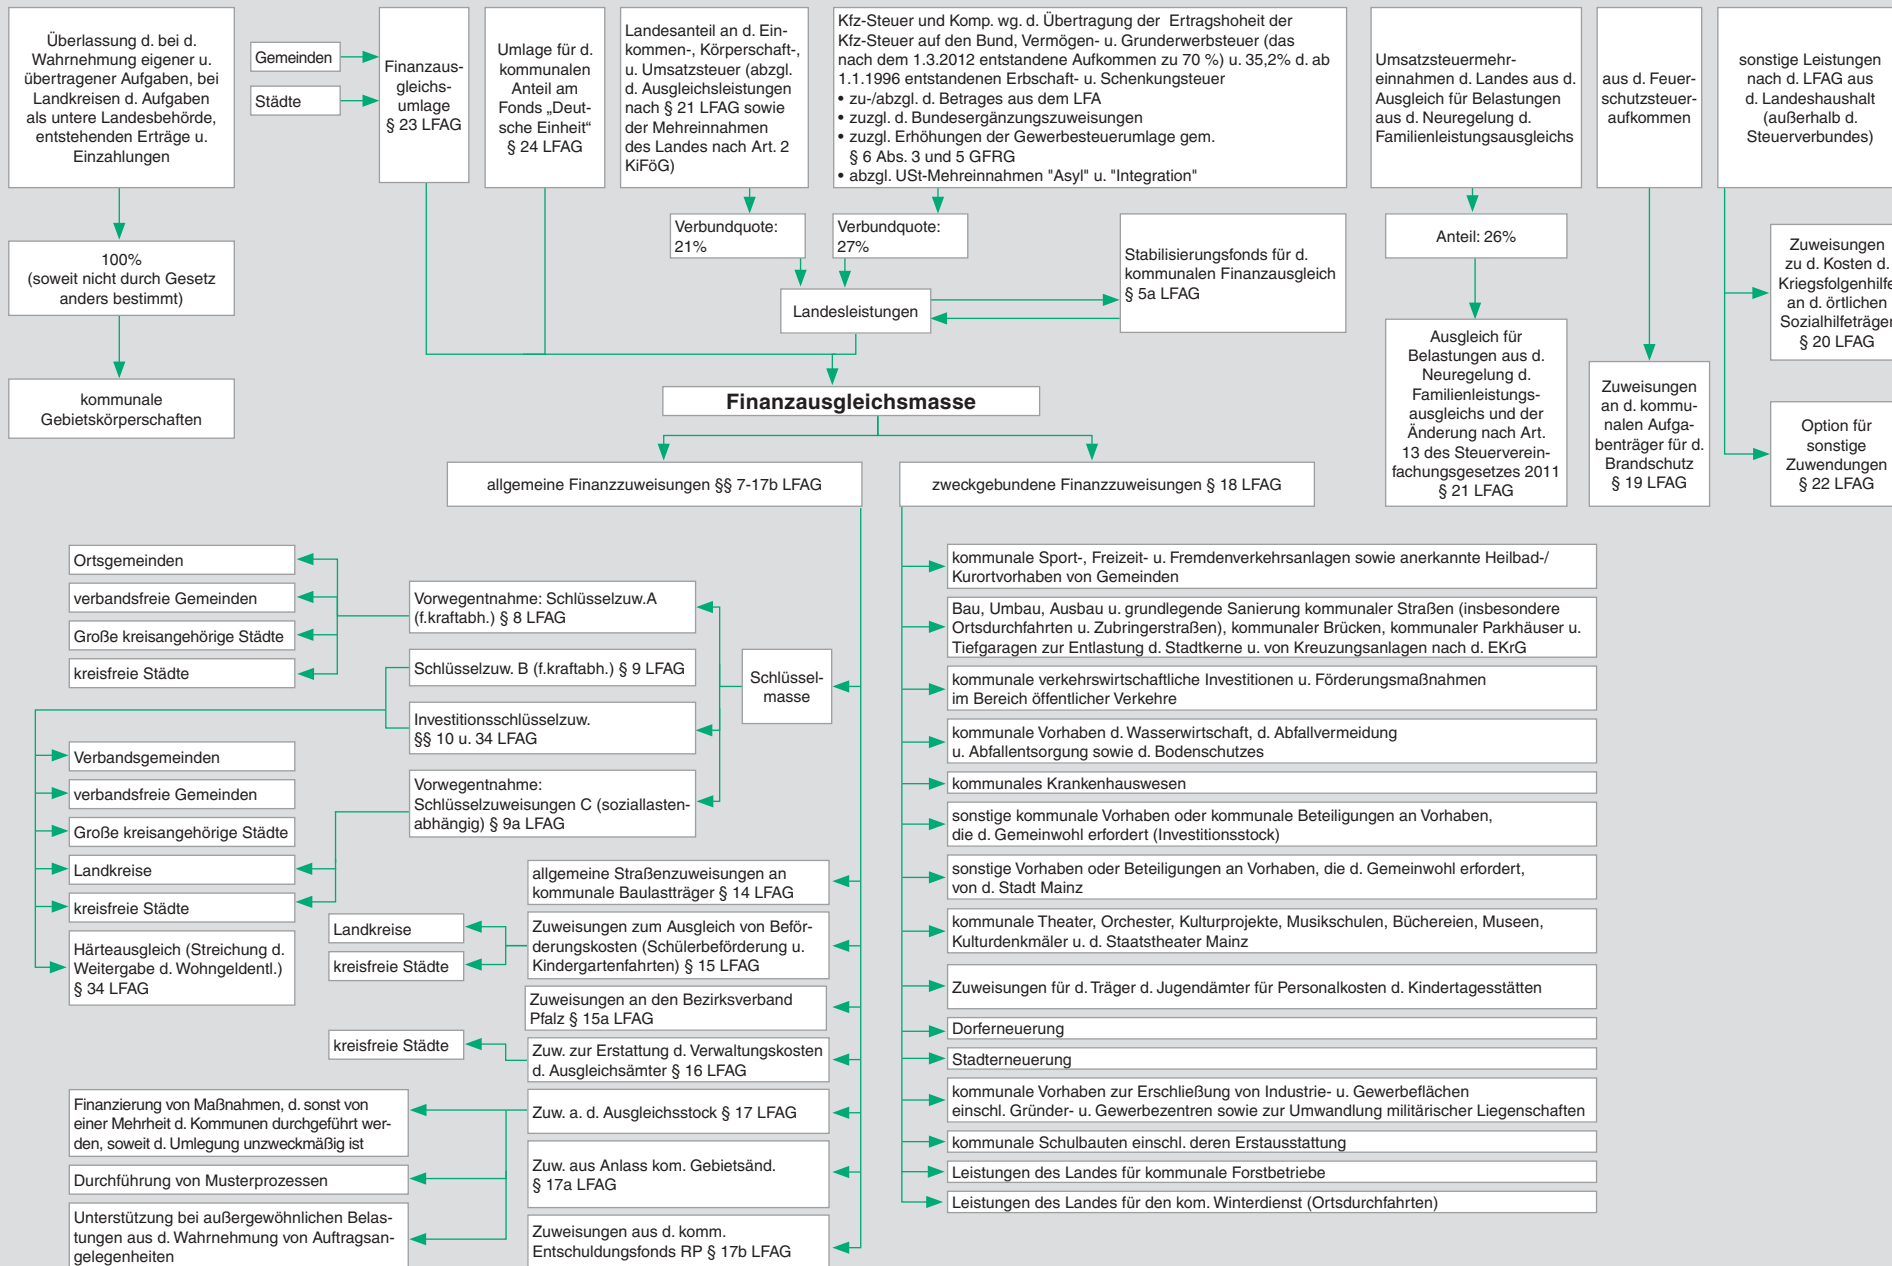 Überlassung d. bei d.
Wahrnehmung eigener u.
übertragener Aufgaben, bei
Landkreisen d. Aufgaben
als untere Landesbehörde,
entstehenden Erträge u.
Einzahlungen
100%
(soweit nicht durch Gesetz
anders bestimmt)
kommunale
Gebietskörperschaften
Gemeinden
Städte
Finanzaus-
gleichs-
umlage
§ 23 LFAG
Umlage für d.
kommunalen
Anteil am
Fonds „Deut-
sche Einheit“
§ 24 LFAG
Landesanteil an d. Ein-
kommen-, Körperschaft-,
u. Umsatzsteuer (abzgl.
d. Ausgleichsleistungen
nach § 21 LFAG sowie
der Mehreinnahmen
des Landes nach Art. 2
KiFöG)
Verbundquote:
21%
Kfz-Steuer und Komp. wg. d. Übertragung der Ertragshoheit der
Kfz-Steuer auf den Bund, Vermögen- u. Grunderwerbsteuer (das
nach dem 1.3.2012 entstandene Aufkommen zu 70 %) u. 35,2% d. ab
1.1.1996 entstandenen Erbschaft- u. Schenkungsteuer
• zu-/abzgl. d. Betrages aus dem LFA
• zuzgl. d. Bundesergänzungszuweisungen
• zuzgl. Erhöhungen der Gewerbesteuerumlage gem.
§ 6 Abs. 3 und 5 GFRG
• abzgl. USt-Mehreinnahmen "Asyl" u. "Integration"
Verbundquote:
27%
Landesleistungen
Stabilisierungsfonds für d.
kommunalen Finanzausgleich
§ 5a LFAG
Umsatzsteuermehr-
einnahmen d. Landes aus d.
Ausgleich für Belastungen
aus d. Neuregelung d.
Familienleistungsausgleichs
Anteil: 26%
Ausgleich für
Belastungen aus d.
Neuregelung d.
Familienleistungs-
ausgleichs und der
Änderung nach Art.
13 des Steuerverein-
fachungsgesetzes 2011
§ 21 LFAG
aus d. Feuer-
schutzsteuer-
aufkommen
Zuweisungen
an d. kommu-
nalen Aufga-
benträger für d.
Brandschutz
§ 19 LFAG
sonstige Leistungen
nach d. LFAG aus
d. Landeshaushalt
(außerhalb d.
Steuerverbundes)
Zuweisungen
zu d. Kosten d.
Kriegsfolgenhilfe
an d. örtlichen
Sozialhilfeträger
§ 20 LFAG
Option für
sonstige
Zuwendungen
§ 22 LFAG
Finanzausgleichsmasse
allgemeine Finanzzuweisungen §§ 7-17b LFAG
zweckgebundene Finanzzuweisungen § 18 LFAG
Ortsgemeinden
verbandsfreie Gemeinden
Große kreisangehörige Städte
kreisfreie Städte
Vorwegentnahme: Schlüsselzuw.A
(f.kraftabh.) § 8 LFAG
Schlüsselzuw. B (f.kraftabh.) § 9 LFAG
Investitionsschlüsselzuw.
§§ 10 u. 34 LFAG
Vorwegentnahme:
Schlüsselzuweisungen C (soziallasten-
abhängig) § 9a LFAG
Schlüssel-
masse
Verbandsgemeinden
verbandsfreie Gemeinden
Große kreisangehörige Städte
Landkreise
kreisfreie Städte
Härteausgleich (Streichung d.
Weitergabe d. Wohngeldentl.)
§ 34 LFAG
allgemeine Straßenzuweisungen an
kommunale Baulastträger § 14 LFAG
Landkreise
kreisfreie Städte
Zuweisungen zum Ausgleich von Beför-
derungskosten (Schülerbeförderung u.
Kindergartenfahrten) § 15 LFAG
Zuweisungen an den Bezirksverband
Pfalz § 15a LFAG
kreisfreie Städte
Zuw. zur Erstattung d. Verwaltungskosten
d. Ausgleichsämter § 16 LFAG
Zuw. a. d. Ausgleichsstock § 17 LFAG
Finanzierung von Maßnahmen, d. sonst von
einer Mehrheit d. Kommunen durchgeführt wer-
den, soweit d. Umlegung unzweckmäßig ist
Durchführung von Musterprozessen
Unterstützung bei außergewöhnlichen Belas-
tungen aus d. Wahrnehmung von Auftragsan-
gelegenheiten
Zuw. aus Anlass kom. Gebietsänd.
§ 17a LFAG
Zuweisungen aus d. komm.
Entschuldungsfonds RP § 17b LFAG
kommunale Sport-, Freizeit- u. Fremdenverkehrsanlagen sowie anerkannte Heilbad-/
Kurortvorhaben von Gemeinden
Bau, Umbau, Ausbau u. grundlegende Sanierung kommunaler Straßen (insbesondere
Ortsdurchfahrten u. Zubringerstraßen), kommunaler Brücken, kommunaler Parkhäuser u.
Tiefgaragen zur Entlastung d. Stadtkerne u. von Kreuzungsanlagen nach d. EKrG
kommunale verkehrswirtschaftliche Investitionen u. Förderungsmaßnahmen
im Bereich öffentlicher Verkehre
kommunale Vorhaben d. Wasserwirtschaft, d. Abfallvermeidung
u. Abfallentsorgung sowie d. Bodenschutzes
kommunales Krankenhauswesen
sonstige kommunale Vorhaben oder kommunale Beteiligungen an Vorhaben,
die d. Gemeinwohl erfordert (Investitionsstock)
sonstige Vorhaben oder Beteiligungen an Vorhaben, die d. Gemeinwohl erfordert,
von d. Stadt Mainz
kommunale Theater, Orchester, Kulturprojekte, Musikschulen, Büchereien, Museen,
Kulturdenkmäler u. d. Staatstheater Mainz
Zuweisungen für d. Träger d. Jugendämter für Personalkosten d. Kindertagesstätten
Dorferneuerung
Stadterneuerung
kommunale Vorhaben zur Erschließung von Industrie- u. Gewerbeflächen
einschl. Gründer- u. Gewerbezentren sowie zur Umwandlung militärischer Liegenschaften
kommunale Schulbauten einschl. deren Erstausstattung
Leistungen des Landes für kommunale Forstbetriebe
Leistungen des Landes für den kom. Winterdienst (Ortsdurchfahrten)